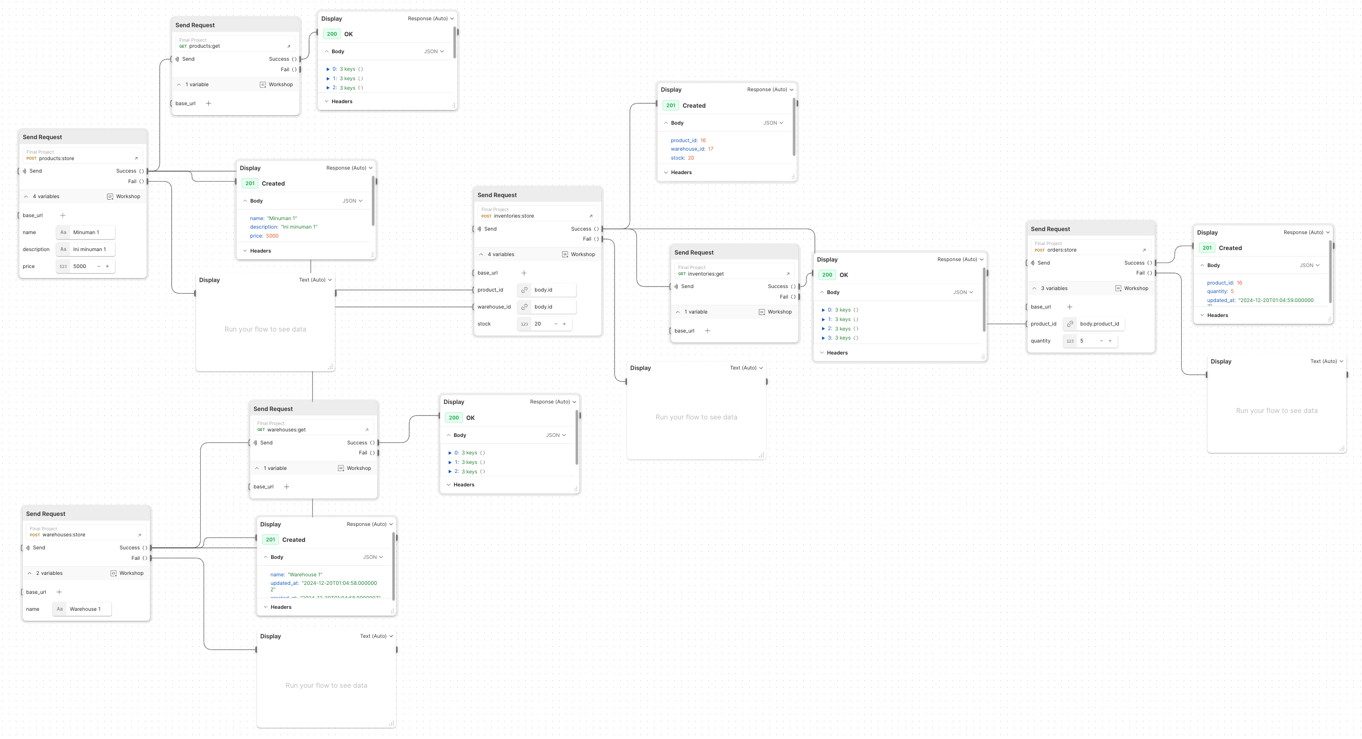 Send Request
Final Project
GET products:get
Send Success
Fail
1 variable Workshop
base_url
Display Response (Auto)
200 OK
Body JSON
0: 3 keys {}
1: 3 keys {}
2: 3 keys {}
Headers
Send Request
Final Project
POST products:store
Send Success
Fail
4 variables Workshop
base_url
name Aa Minuman 1
description Aa Ini minuman 1
price 123 5000 - +
Display Response (Auto)
201 Created
Body JSON
name: "Minuman 1"
description: "Ini minuman 1"
price: 5000
Headers
Display Text (Auto)
Run your flow to see data
Send Request
Final Project
POST inventories:store
Send Success
Fail
4 variables Workshop
base_url
product_id body.id
warehouse_id body.id
stock 123 20 - +
Display Response (Auto)
201 Created
Body JSON
product_id: 16
warehouse_id: 17
stock: 20
Headers
Send Request
Final Project
GET inventories:get
Send Success
Fail
1 variable Workshop
base_url
Display Response (Auto)
200 OK
Body JSON
0: 3 keys {}
1: 3 keys {}
2: 3 keys {}
3: 3 keys {}
Headers
Display Text (Auto)
Run your flow to see data
Send Request
Final Project
POST orders:store
Send Success
Fail
3 variables Workshop
base_url
product_id body.product_id
quantity 123 5 - +
Display Response (Auto)
201 Created
Body JSON
product_id: 16
quantity: 5
updated_at: "2024-12-20T01:04:59.000000
Headers
Display Text (Auto)
Run your flow to see data
Send Request
Final Project
GET warehouses:get
Send Success
Fail
1 variable Workshop
base_url
Display Response (Auto)
200 OK
Body JSON
0: 3 keys {}
1: 3 keys {}
2: 3 keys {}
Headers
Send Request
Final Project
POST warehouses:store
Send Success
Fail
2 variables Workshop
base_url
name Aa Warehouse 1
Display Response (Auto)
201 Created
Body JSON
name: "Warehouse 1"
updated_at: "2024-12-20T01:04:58.000000
Z"
Headers
Display Text (Auto)
Run your flow to see data